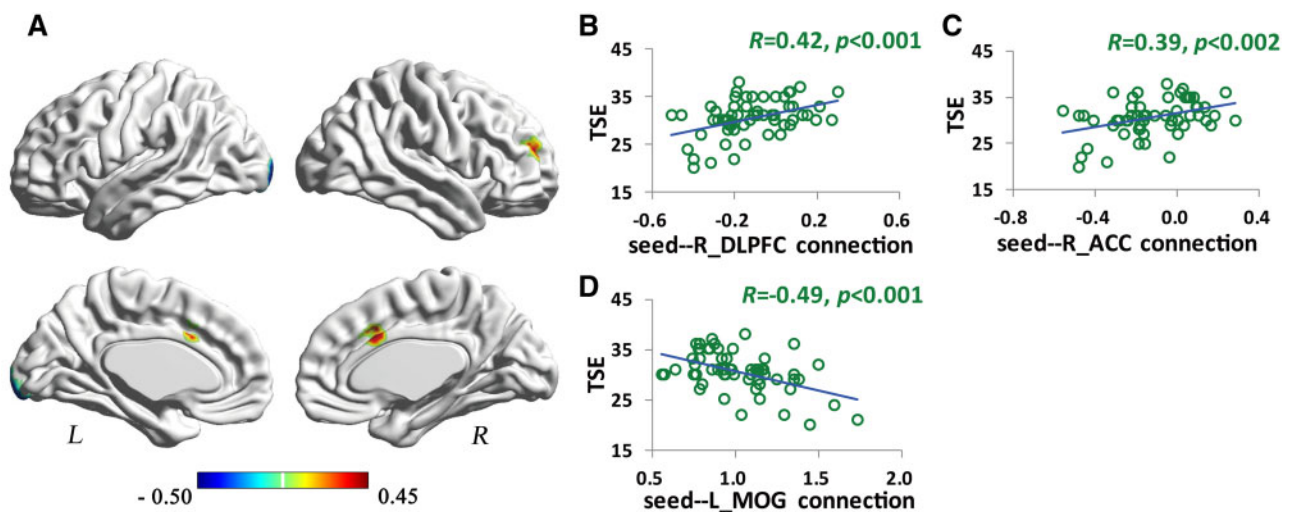 A
L
R
- 0.50
0.45
B
R=0.42, p<0.001
TSE
45
35
25
15
-0.6
-0.2
0.2
0.6
seed--R_DLPFC connection
C
R=0.39, p<0.002
TSE
45
35
25
15
-0.8
-0.4
0.0
0.4
seed--R_ACC connection
D
R=-0.49, p<0.001
TSE
45
35
25
15
0.5
1.0
1.5
2.0
seed--L_MOG connection